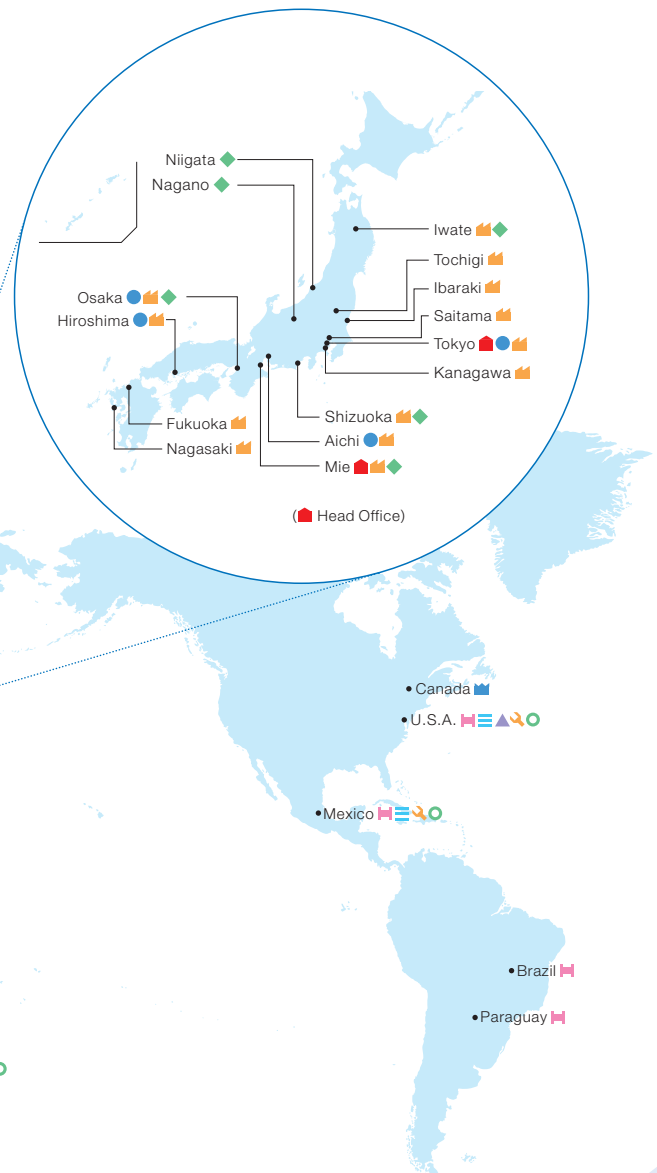 Niigata
Nagano
Iwate
Tochigi
Ibaraki
Osaka
Saitama
Hiroshima
Tokyo
Kanagawa
Shizuoka
Fukuoka
Aichi
Nagasaki
Mie
( Head Office)
Canada
U.S.A.
Mexico
Brazil
Paraguay